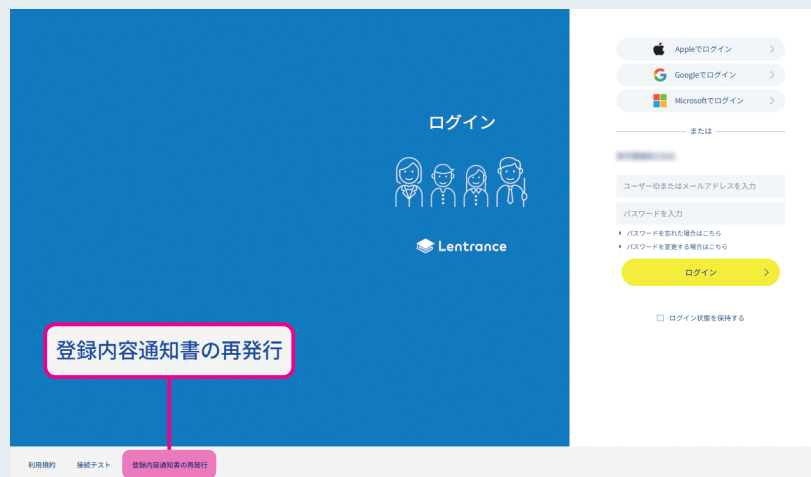 ログイン
Lentrance
登録内容通知書の再発行
Appleでログイン
Googleでログイン
Microsoftでログイン
または
ユーザーIDまたはメールアドレスを入力
パスワードを入力
パスワードを忘れた場合はこちら
パスワードを変更する場合はこちら
ログイン
ログイン状態を保持する
利用規約 接続テスト 登録内容通知書の再発行